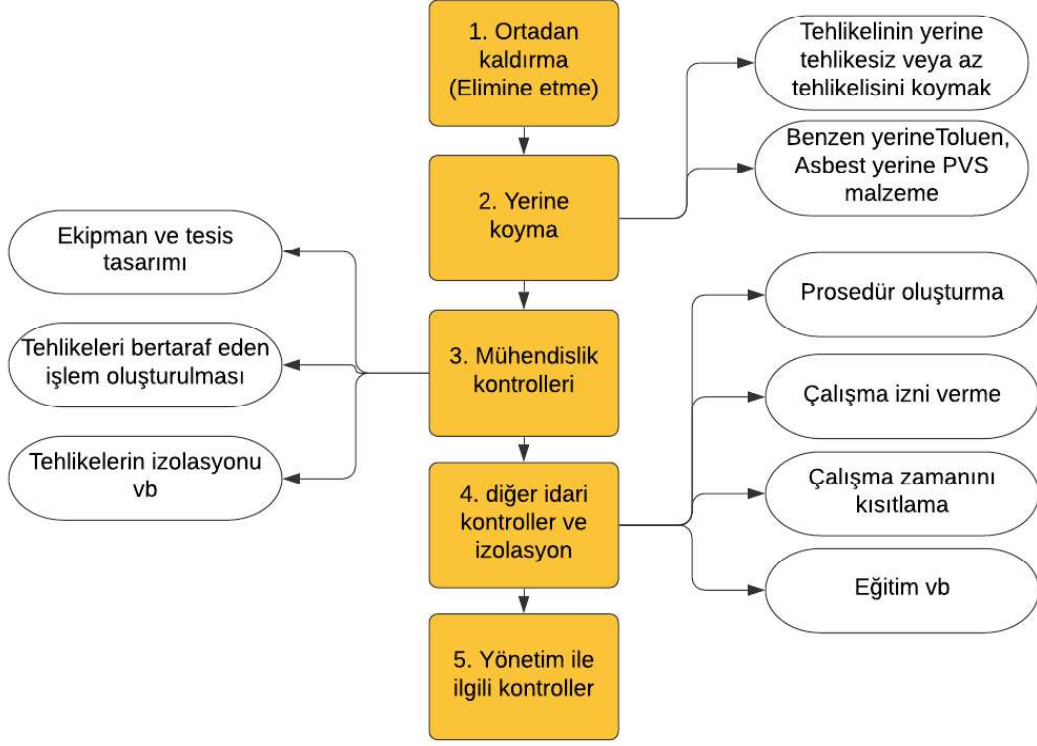 1. Ortadan
kaldırma
(Elimine etme)
Tehlikelinin yerine
tehlikesiz veya az
tehlikelisini koymak
Benzen yerineToluen,
Asbest yerine PVS
malzeme
2. Yerine
koyma
Ekipman ve tesis
tasarımı
Tehlikeleri bertaraf eden
işlem oluşturulması
Tehlikelerin izolasyonu
vb
3. Mühendislik
kontrolleri
Prosedür oluşturma
Çalışma izni verme
Çalışma zamanını
kısıtlama
Eğitim vb
4. diğer idari
kontroller ve
izolasyon
5. Yönetim ile
ilgili kontroller